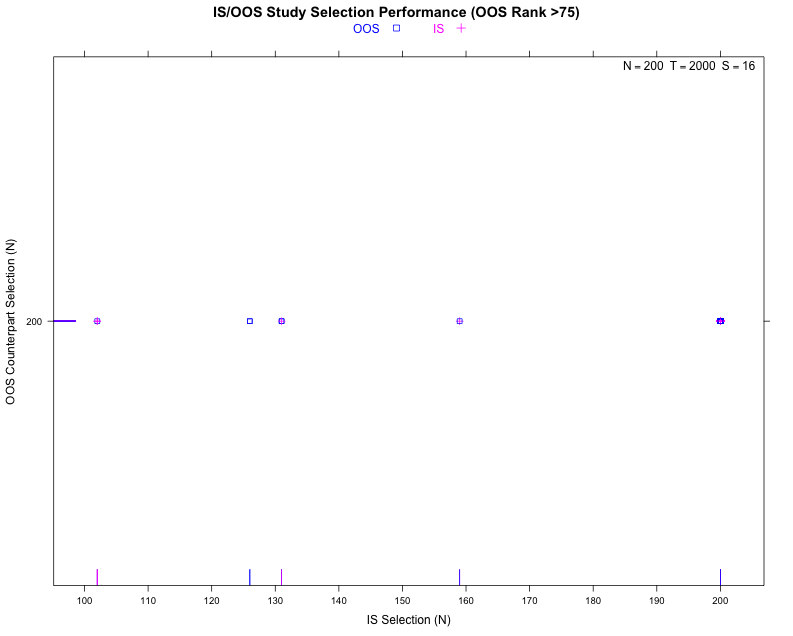 IS/OOS Study Selection Performance (OOS Rank >75)
OOS IS
N = 200 T = 2000 S = 16
OOS Counterpart Selection (N)
200
100 110 120 130 140 150 160 170 180 190 200
IS Selection (N)